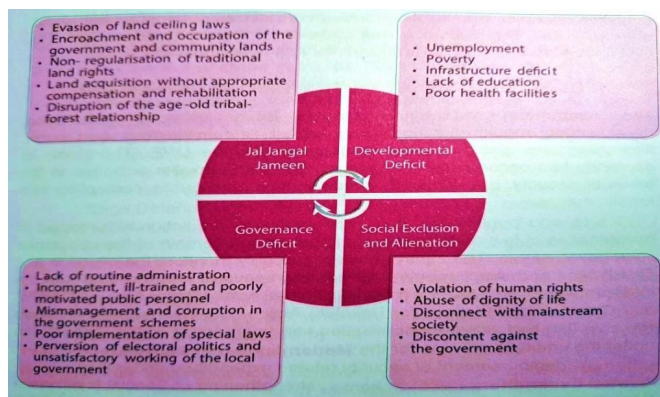 • Evasion of land ceiling laws
• Encroachment and occupation of the
government and community lands
• Non- regularisation of traditional
land rights
• Land acquisition without appropriate
compensation and rehabilitation
• Disruption of the age-old tribal-
forest relationship
• Unemployment
• Poverty
• Infrastructure deficit
• Lack of education
• Poor health facilities
Jal Jangal
Jameen
Developmental
Deficit
Governance
Deficit
Social Exclusion
and Alienation
• Lack of routine administration
• Incompetent, ill-trained and poorly
motivated public personnel
• Mismanagement and corruption in
the government schemes
• Poor implementation of special laws
• Perversion of electoral politics and
unsatisfactory working of the local
government
• Violation of human rights
• Abuse of dignity of life
• Disconnect with mainstream
society
• Discontent against
the government